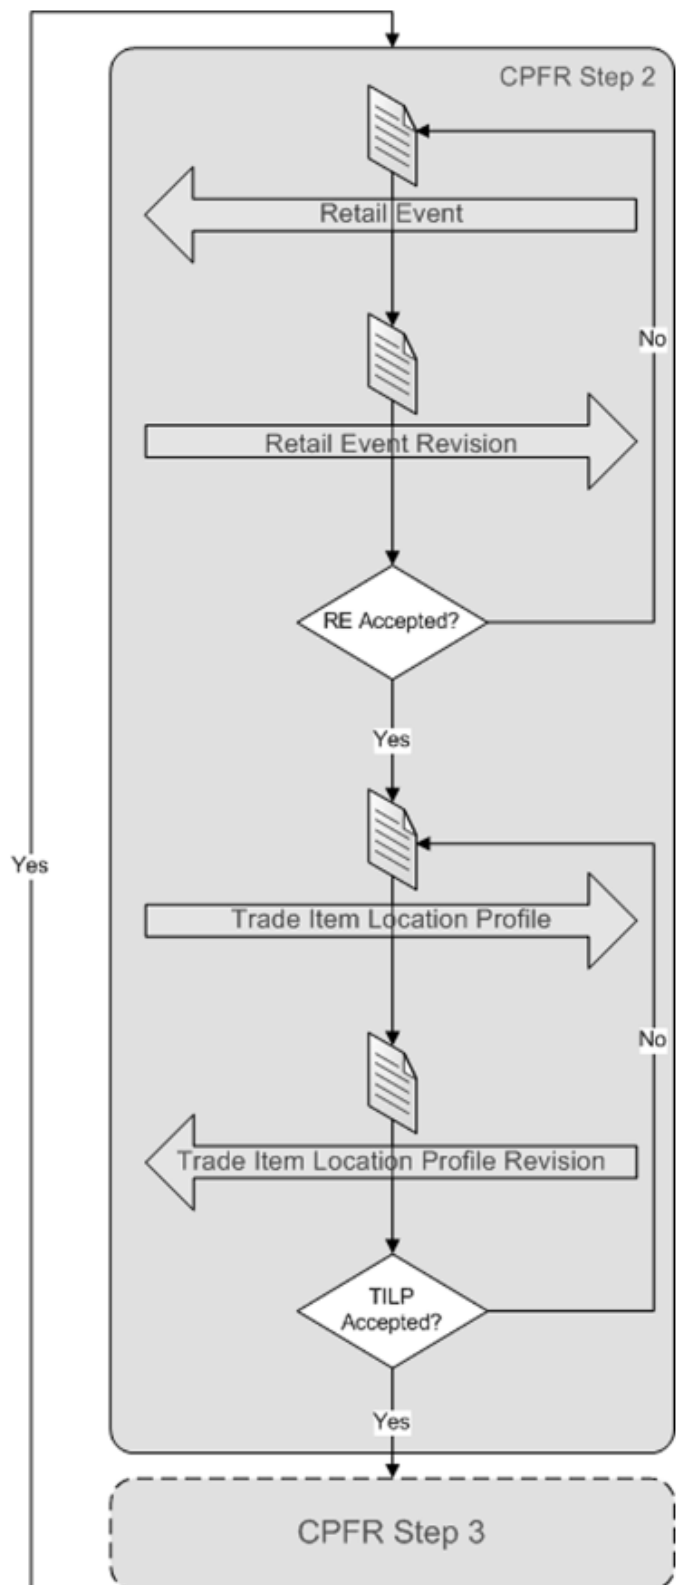 CPFR Step 2
Retail Event
No
Retail Event Revision
RE Accepted?
Yes
Yes
Trade Item Location Profile
No
Trade Item Location Profile Revision
TILP
Accepted?
Yes
CPFR Step 3